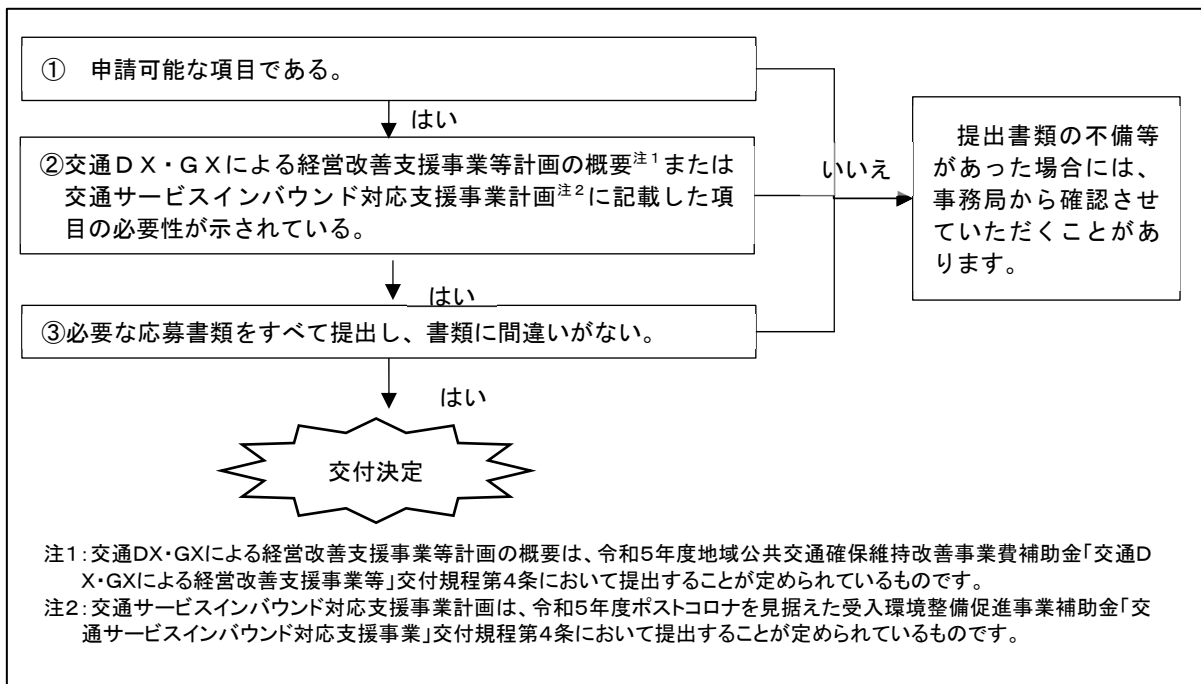 ① 申請可能な項目である。
はい
②交通ＤＸ・ＧＸによる経営改善支援事業等計画の概要注1または
交通サービスインバウンド対応支援事業計画注2に記載した項
目の必要性が示されている。
いいえ
提出書類の不備等
があった場合には、
事務局から確認させ
ていただくことがあ
ります。
はい
③必要な応募書類をすべて提出し、書類に間違いがない。
はい
交付決定
注1：交通DX・GXによる経営改善支援事業等計画の概要は、令和5年度地域公共交通確保維持改善事業費補助金「交通D
X・GXによる経営改善支援事業等」交付規程第4条において提出することが定められているものです。
注2：交通サービスインバウンド対応支援事業計画は、令和5年度ポストコロナを見据えた受入環境整備促進事業補助金「交
通サービスインバウンド対応支援事業」交付規程第4条において提出することが定められているものです。